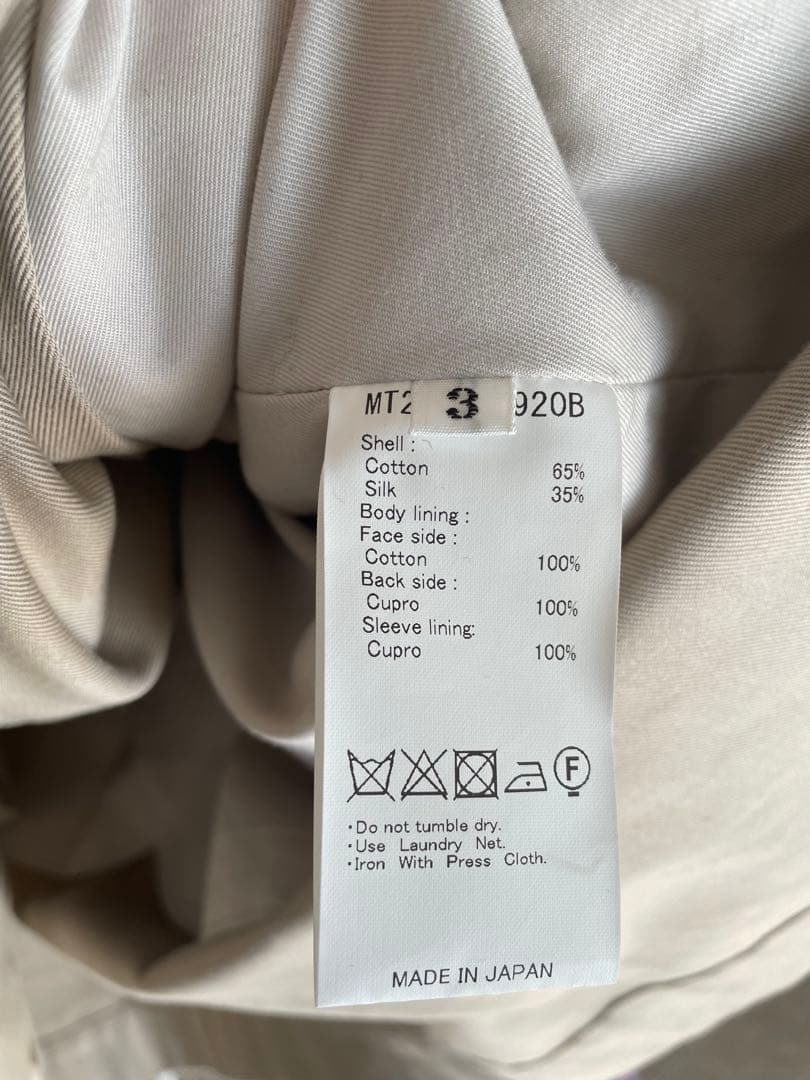 MT2 3 920B
Shell :
Cotton 65%
Silk 35%
Body lining :
Face side :
Cotton 100%
Back side :
Cupro 100%
Sleeve lining:
Cupro 100%
F
·Do not tumble dry.
·Use Laundry Net.
·Iron With Press Cloth.
MADE IN JAPAN